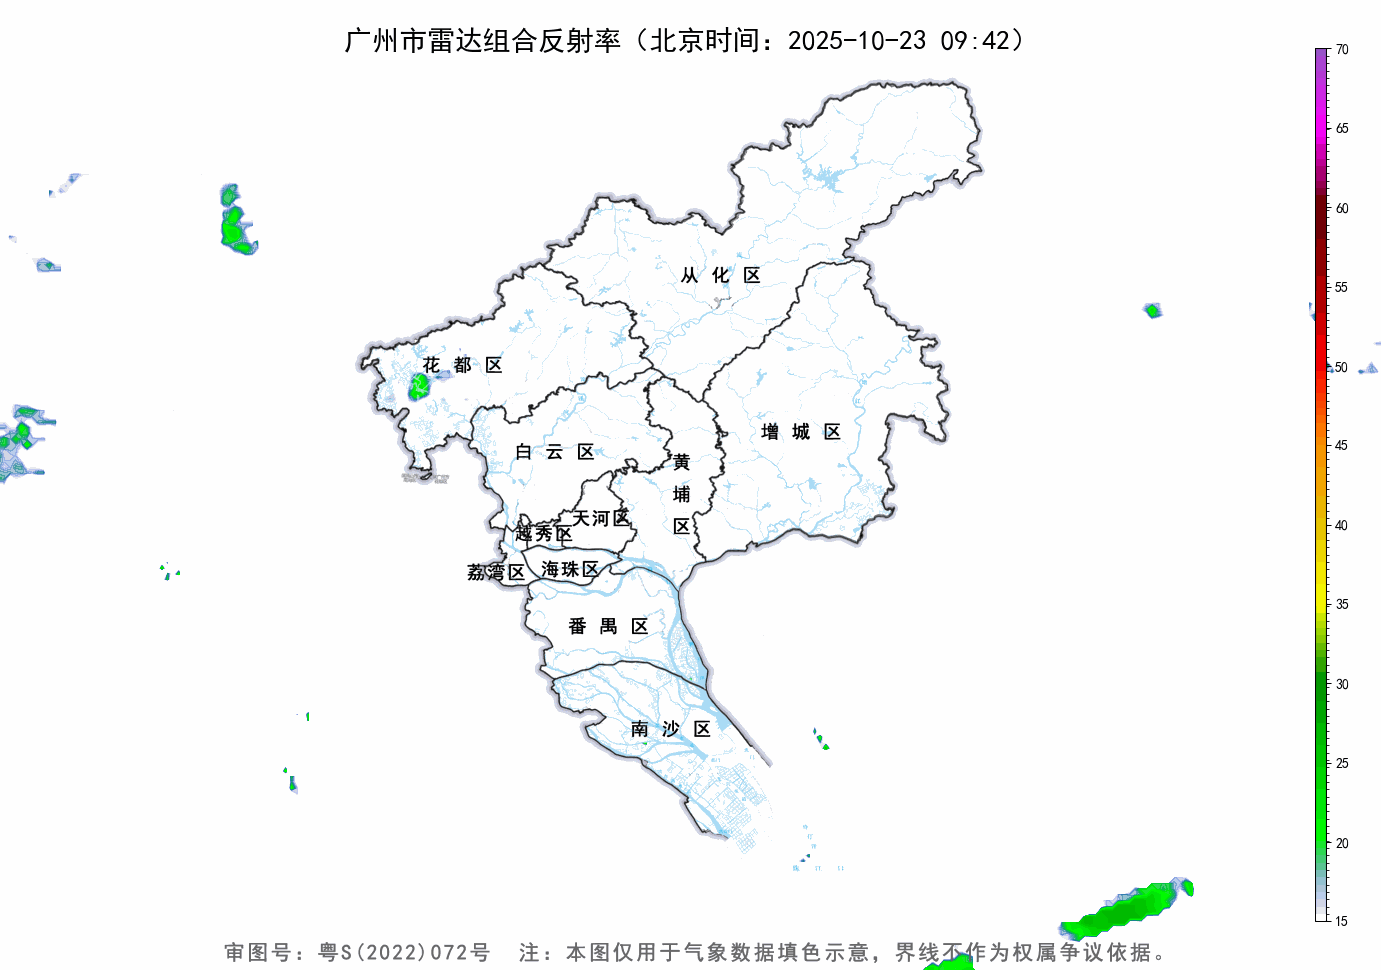 广州市雷达组合反射率（北京时间：2025-10-23 09:42）
70
65
60
55
50
45
40
35
30
25
20
15
从化区
花都区
增城区
白云区
黄埔区
天河区
越秀区
海珠区
荔湾区
番禺区
南沙区
审图号：粤S(2022)072号 注：本图仅用于气象数据填色示意，界线不作为权属争议依据。